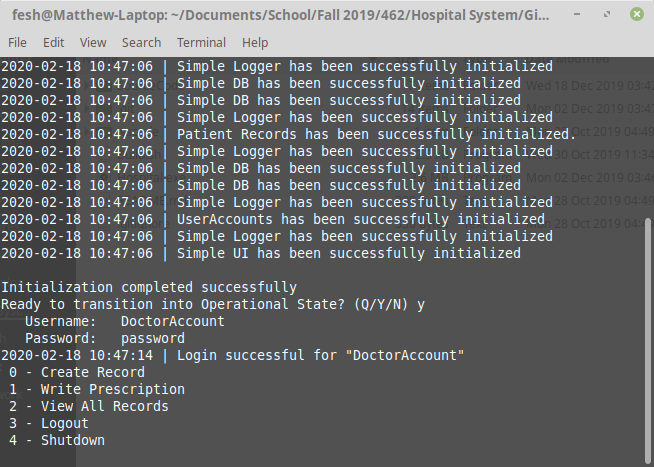 fesh@Matthew-Laptop: ~/Documents/School/Fall 2019/462/Hospital System/Gi...
File Edit View Search Terminal Help
2020-02-18 10:47:06 | Simple Logger has been successfully initialized
2020-02-18 10:47:06 | Simple DB has been successfully initialized
2020-02-18 10:47:06 | Simple DB has been successfully initialized
2020-02-18 10:47:06 | Simple Logger has been successfully initialized
2020-02-18 10:47:06 | Patient Records has been successfully initialized.
2020-02-18 10:47:06 | Simple Logger has been successfully initialized
2020-02-18 10:47:06 | Simple DB has been successfully initialized
2020-02-18 10:47:06 | Simple DB has been successfully initialized
2020-02-18 10:47:06 | Simple Logger has been successfully initialized
2020-02-18 10:47:06 | UserAccounts has been successfully initialized
2020-02-18 10:47:06 | Simple Logger has been successfully initialized
2020-02-18 10:47:06 | Simple UI has been successfully initialized
Initialization completed successfully
Ready to transition into Operational State? (Q/Y/N) y
Username: DoctorAccount
Password: password
2020-02-18 10:47:14 | Login successful for "DoctorAccount"
0 - Create Record
1 - Write Prescription
2 - View All Records
3 - Logout
4 - Shutdown